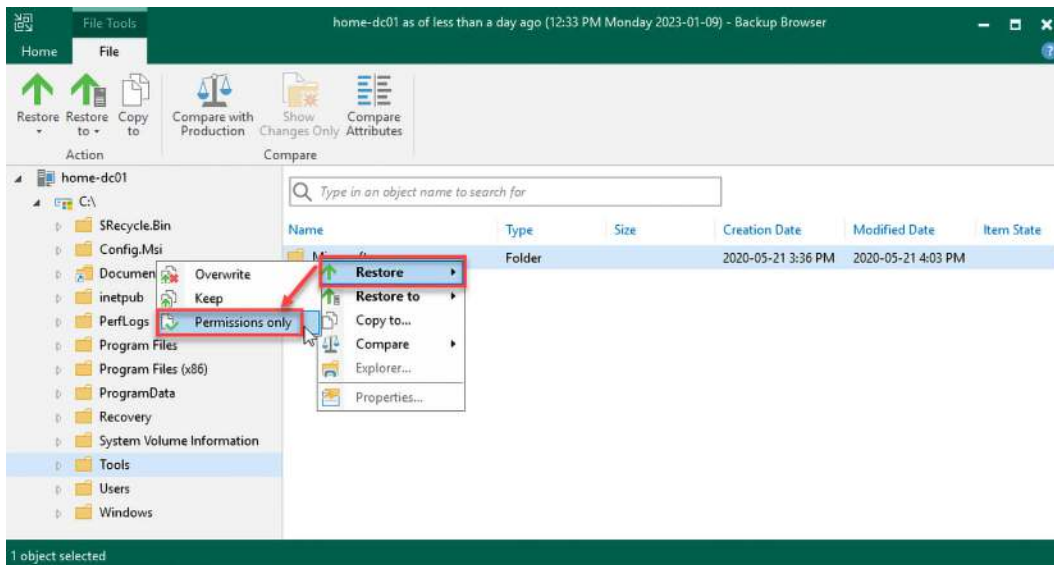 File Tools
home-dc01 as of less than a day ago (12:33 PM Monday 2023-01-09) - Backup Browser
Home File
Restore Restore to Copy to
Compare with Production Show Changes Only Compare Attributes
Action Compare
home-dc01
C:\
Type in an object name to search for
$Recycle.Bin
Name Type Size Creation Date Modified Date Item State
Config.Msi
Folder 2020-05-21 3:36 PM 2020-05-21 4:03 PM
Documen Overwrite Restore
inetpub Keep Restore to
PerfLogs Permissions only Copy to...
Program Files Compare
Program Files (x86) Explorer...
ProgramData Properties...
Recovery
System Volume Information
Tools
Users
Windows
1 object selected